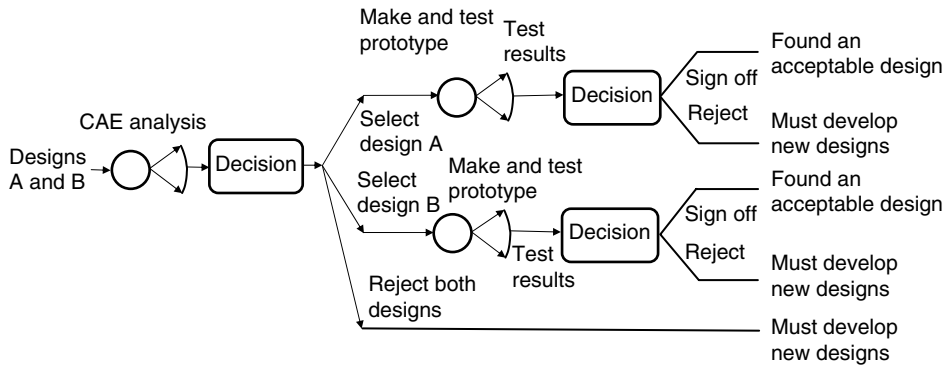 Make and test
prototype
Test
results
Decision
Found an
acceptable design
Sign off
Reject
Must develop
new designs
CAE analysis
Designs
A and B
Decision
Select
design A
Select
design B
Make and test
prototype
Test
results
Decision
Found an
acceptable design
Sign off
Reject
Must develop
new designs
Reject both
designs
Must develop
new designs